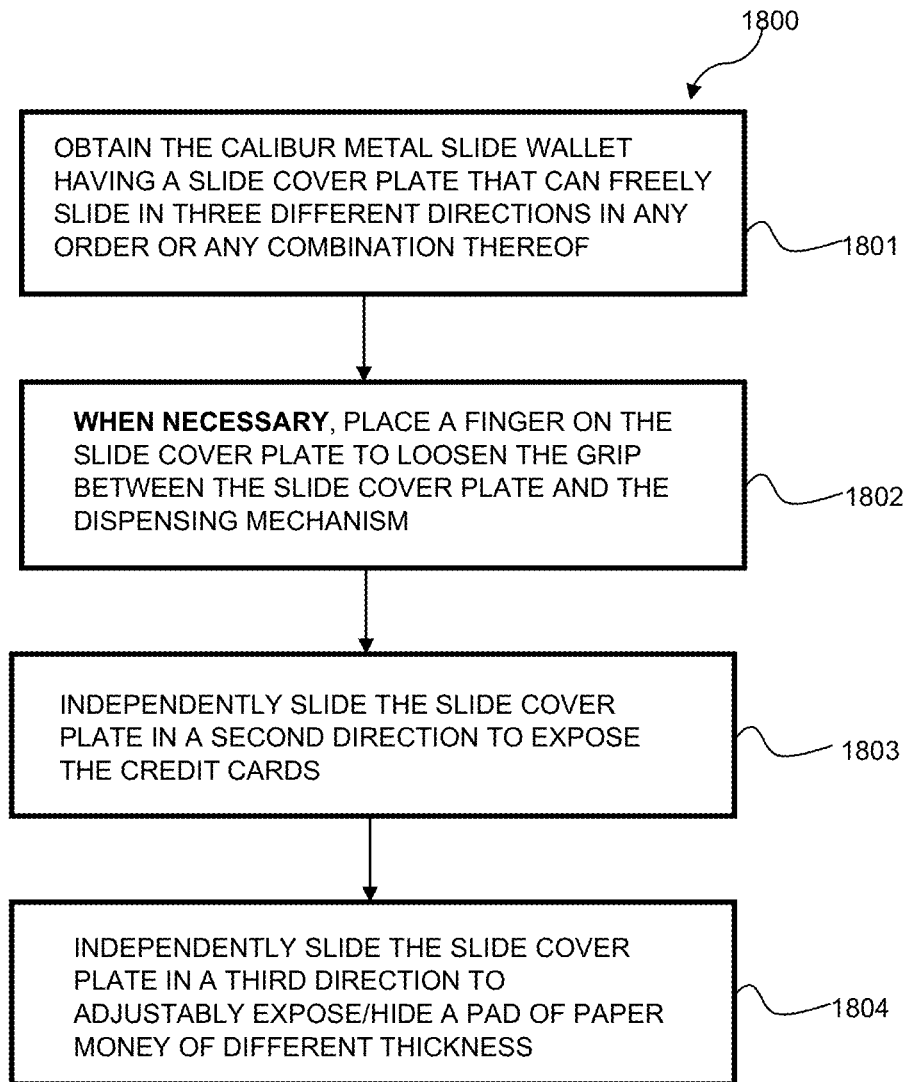 1800
OBTAIN THE CALIBUR METAL SLIDE WALLET
HAVING A SLIDE COVER PLATE THAT CAN FREELY
SLIDE IN THREE DIFFERENT DIRECTIONS IN ANY
ORDER OR ANY COMBINATION THEREOF
1801
WHEN NECESSARY, PLACE A FINGER ON THE
SLIDE COVER PLATE TO LOOSEN THE GRIP
BETWEEN THE SLIDE COVER PLATE AND THE
DISPENSING MECHANISM
1802
INDEPENDENTLY SLIDE THE SLIDE COVER
PLATE IN A SECOND DIRECTION TO EXPOSE
THE CREDIT CARDS
1803
INDEPENDENTLY SLIDE THE SLIDE COVER
PLATE IN A THIRD DIRECTION TO
ADJUSTABLY EXPOSE/HIDE A PAD OF PAPER
MONEY OF DIFFERENT THICKNESS
1804